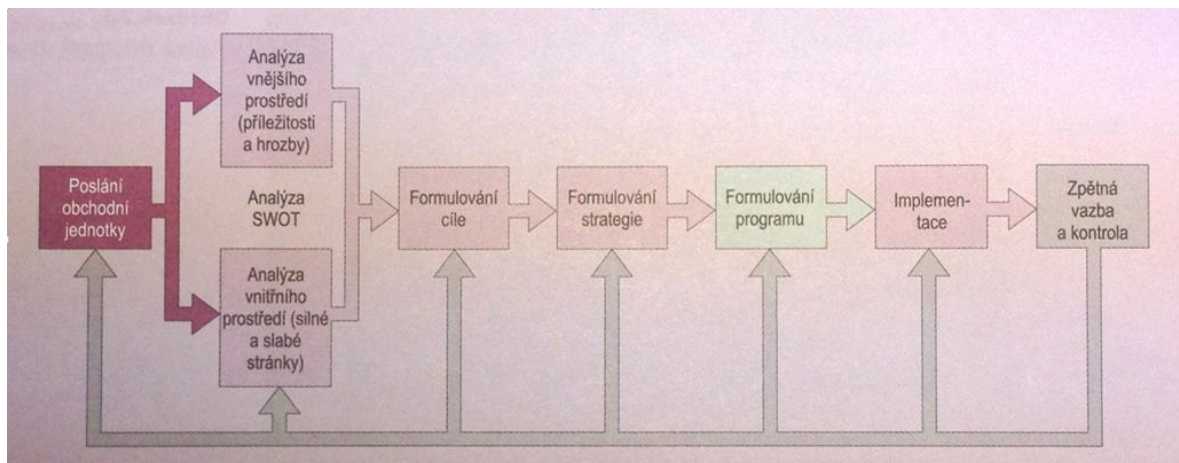 Analýza
vnějšího
prostředí
(příležitosti
a hrozby)
Poslání
obchodní
jednotky
Analýza
SWOT
Analýza
vnitřního
prostředí (silné
a slabé
stránky)
Formulování
cíle
Formulování
strategie
Formulování
programu
Implemen-
tace
Zpětná
vazba
a kontrola